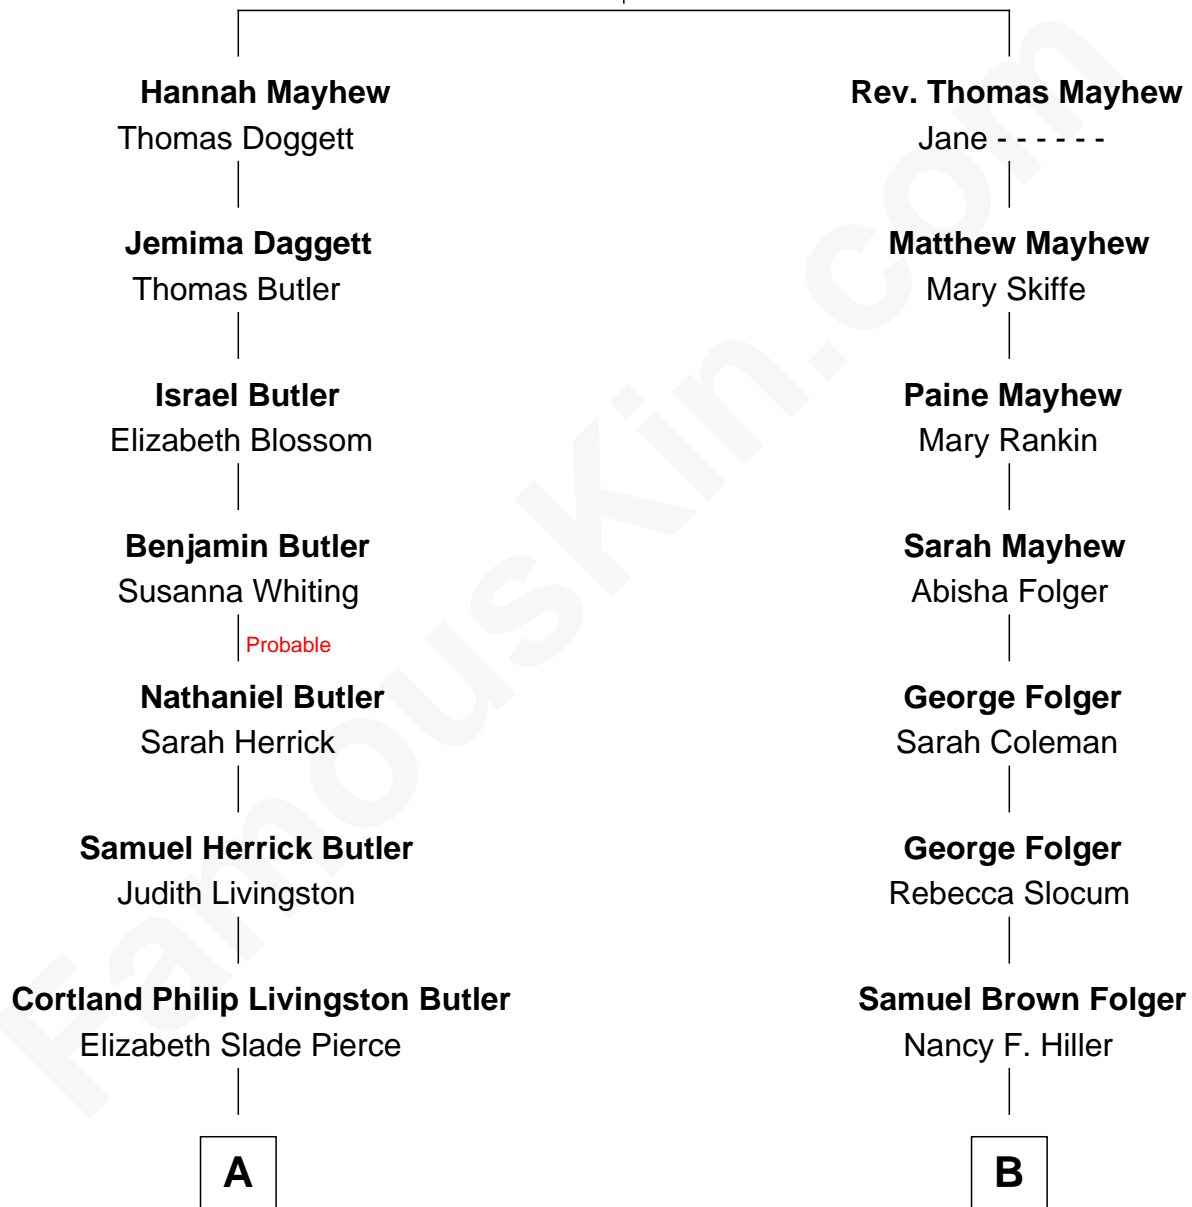 Hannah Mayhew
Thomas Doggett
Rev. Thomas Mayhew
Jane - - - - - -
Jemima Daggett
Thomas Butler
Matthew Mayhew
Mary Skiffe
Israel Butler
Elizabeth Blossom
Paine Mayhew
Mary Rankin
Benjamin Butler
Susanna Whiting
Sarah Mayhew
Abisha Folger
Probable
Nathaniel Butler
Sarah Herrick
George Folger
Sarah Coleman
Samuel Herrick Butler
Judith Livingston
George Folger
Rebecca Slocum
Cortland Philip Livingston Butler
Elizabeth Slade Pierce
Samuel Brown Folger
Nancy F. Hiller
A
B
FamousKin.com